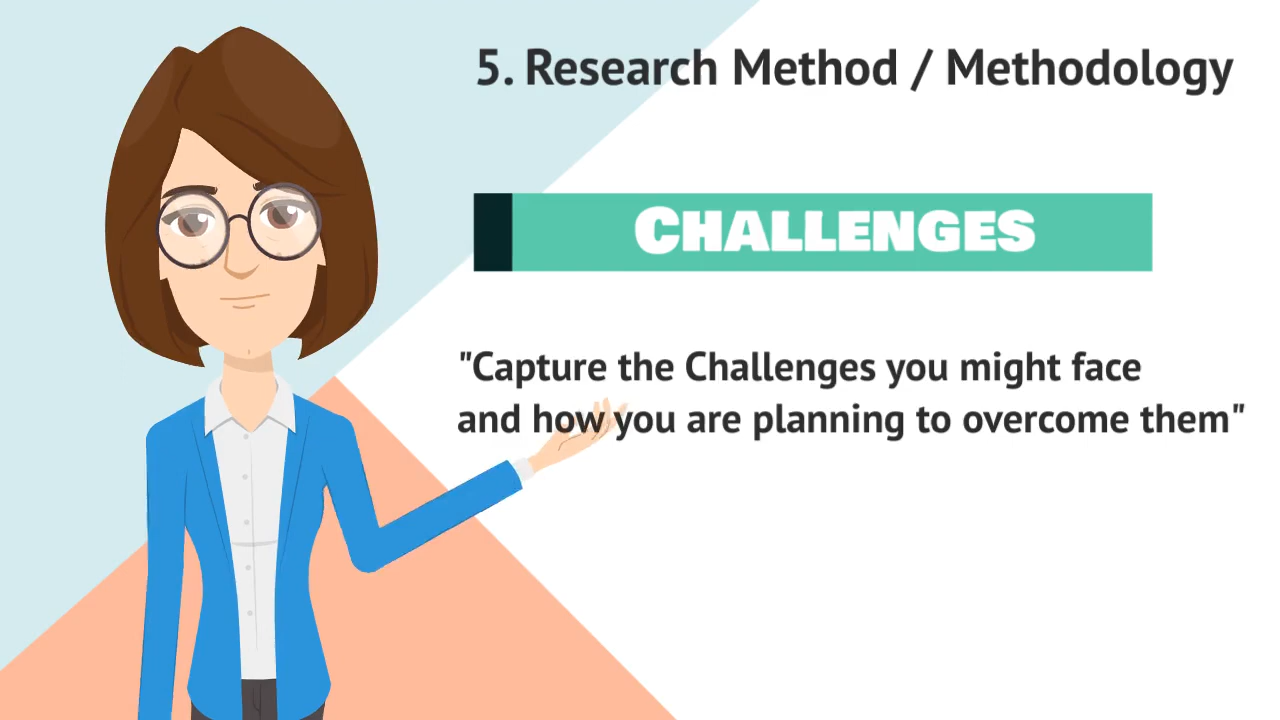 5. Research Method / Methodology
CHALLENGES
"Capture the Challenges you might face
and how you are planning to overcome them"